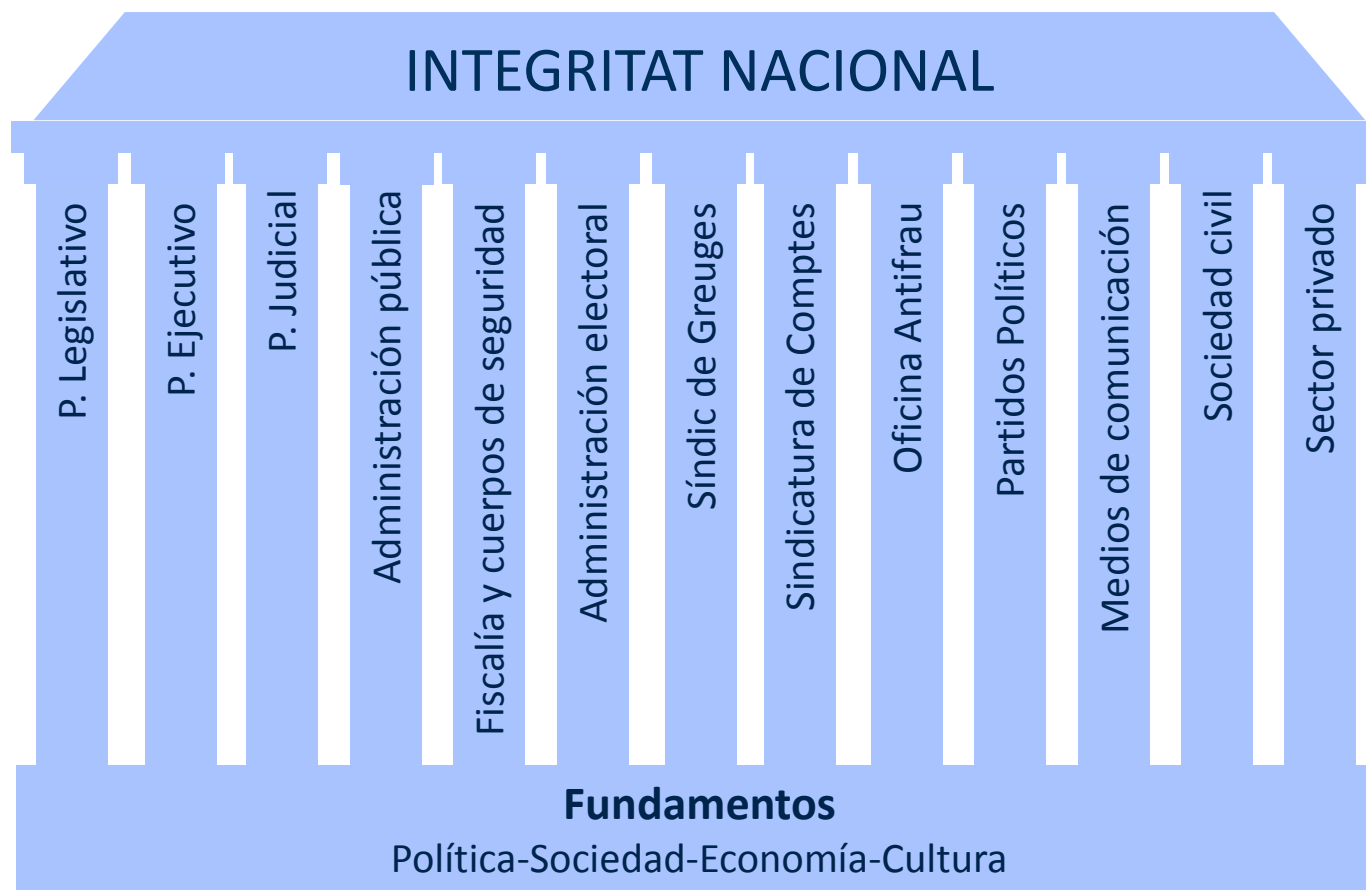 INTEGRITAT NACIONAL
P. Legislativo
P. Ejecutivo
P. Judicial
Administración pública
Fiscalía y cuerpos de seguridad
Administración electoral
Síndic de Greuges
Sindicatura de Comptes
Oficina Antifrau
Partidos Políticos
Medios de comunicación
Sociedad civil
Sector privado
Fundamentos
Política-Sociedad-Economía-Cultura